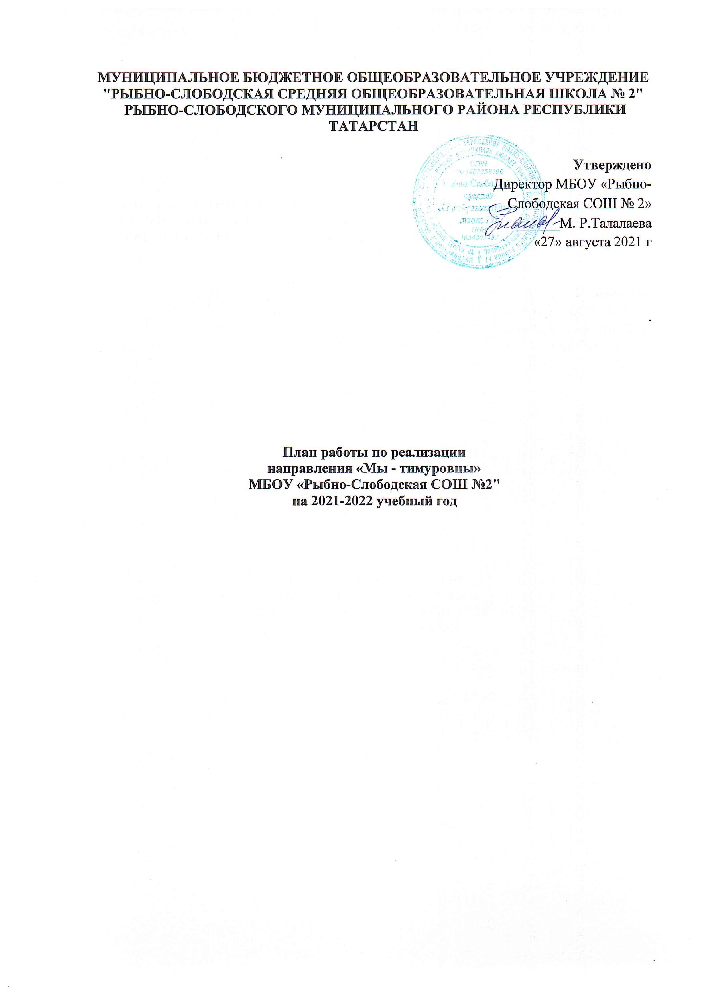 МУНИЦИПАЛЬНОЕ БЮДЖЕТНОЕ ОБЩЕОБРАЗОВАТЕЛЬНОЕ УЧРЕЖДЕНИЕ
"РЫБНО-СЛОБОДСКАЯ СРЕДНЯЯ ОБЩЕОБРАЗОВАТЕЛЬНАЯ ШКОЛА № 2"
РЫБНО-СЛОБОДСКОГО МУНИЦИПАЛЬНОГО РАЙОНА РЕСПУБЛИКИ
ТАТАРСТАН
ОГРН
Утверждено
Директор МБОУ «Рыбно-
Слободская СОШ № 2»
М. Р.Талалаева
«27» августа 2021 г
План работы по реализации
направления «Мы - тимуровцы»
МБОУ «Рыбно-Слободская СОШ №2"
на 2021-2022 учебный год